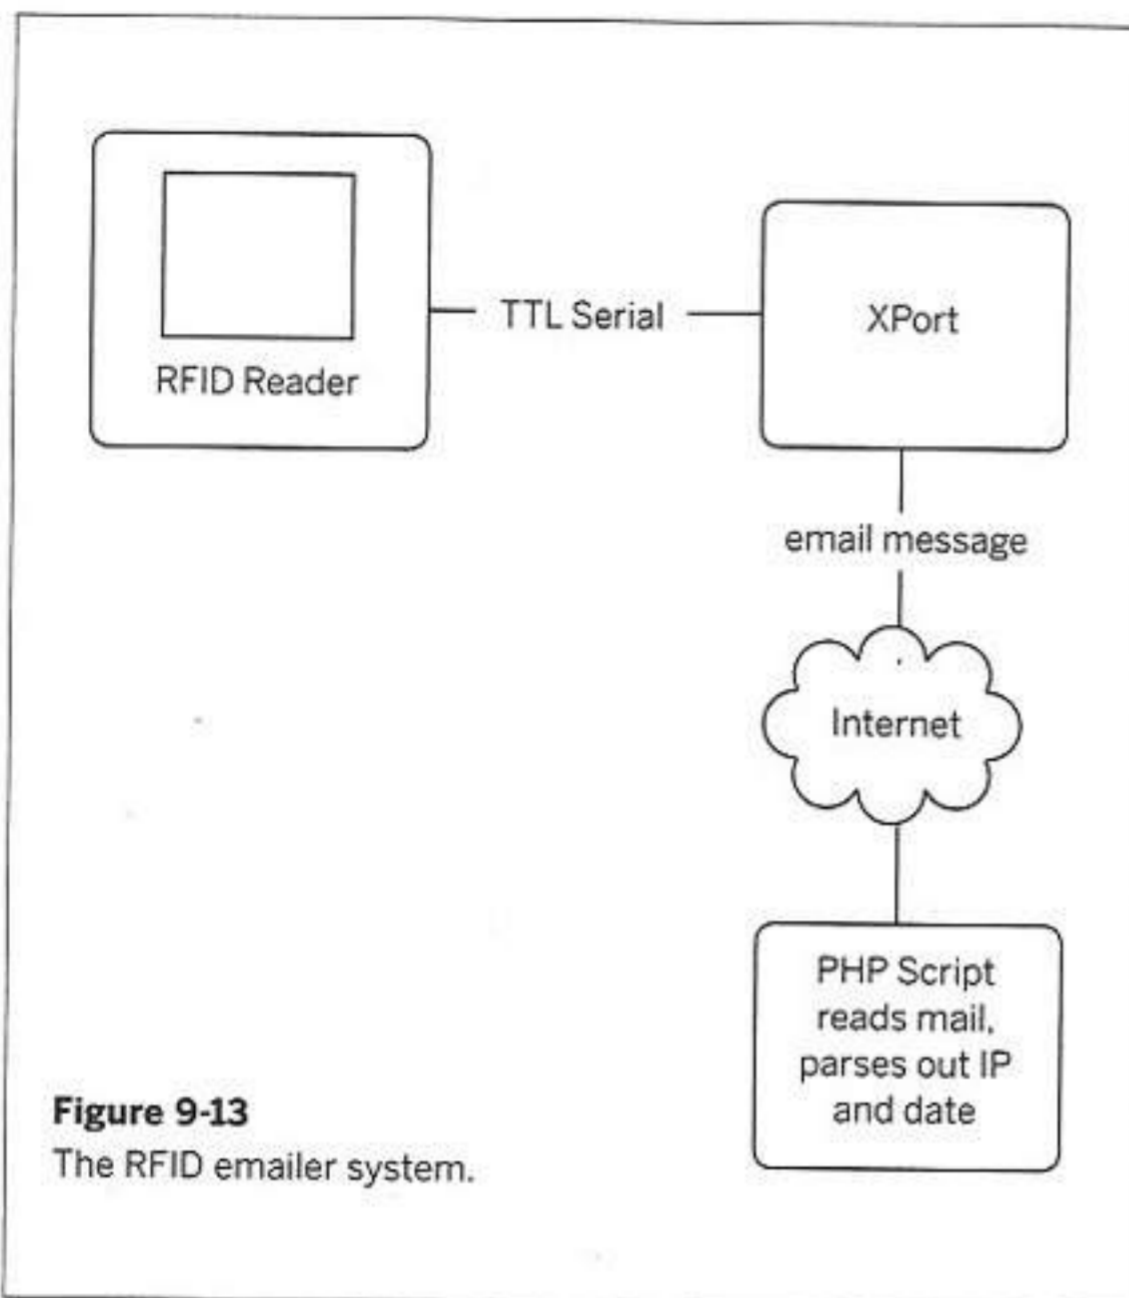 RFID Reader
TTL Serial
XPort
email message
Internet
PHP Script
reads mail,
parses out IP
and date
Figure 9-13
The RFID emailer system.